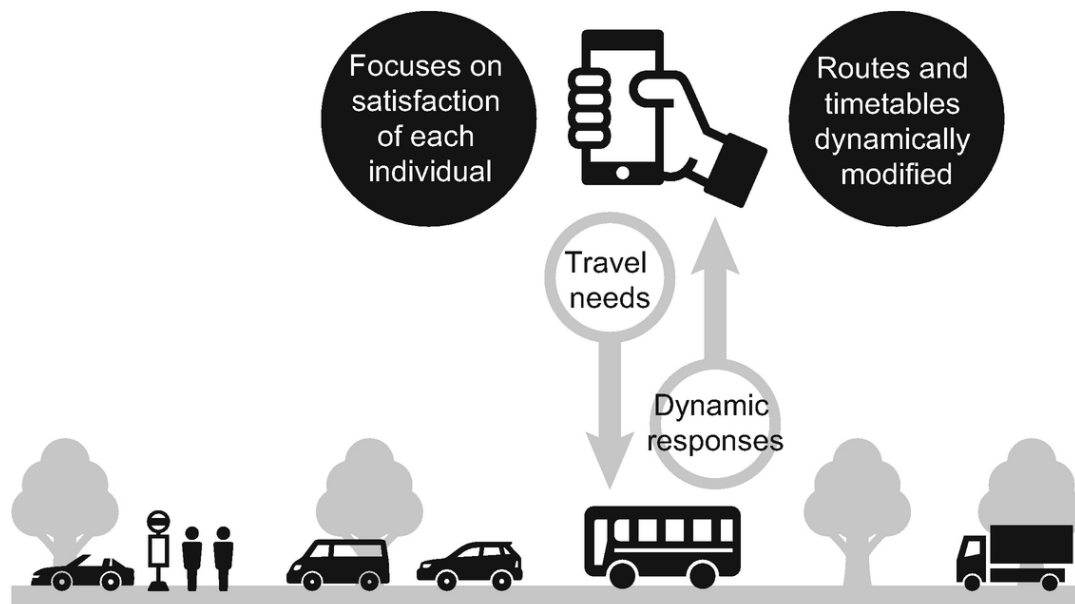 Focuses on
satisfaction
of each
individual
Routes and
timetables
dynamically
modified
Travel
needs
Dynamic
responses